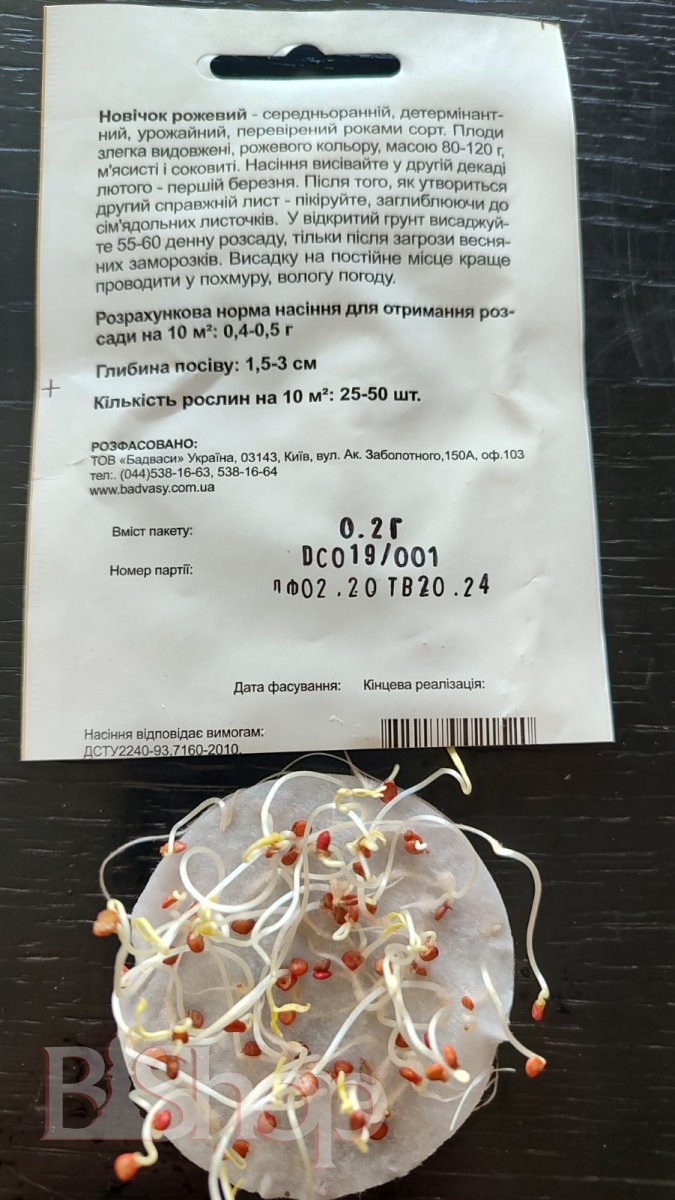 Новічок рожевий - середньоранній, детермінант-
ний, урожайний, перевірений роками сорт. Плоди
злегка видовжені, рожевого кольору, масою 80-120 г,
м'ясисті і соковиті. Насіння висівайте у другій декаді
лютого - першій березня. Після того, як утвориться
другий справжній лист - пікіруйте, заглиблюючи до
сім'ядольних листочків. У відкритий грунт висаджуй-
те 55-60 денну розсаду, тільки після загрози весня-
них заморозків. Висадку на постійне місце краще
проводити у похмуру, вологу погоду.
Розрахункова норма насіння для отримання роз-
сади на 10 м²: 0,4-0,5 г
Глибина посіву: 1,5-3 см
Кількість рослин на 10 м²: 25-50 шт.
РОЗФАСОВАНО:
ТОВ «Бадваси» Україна, 03143, Київ, вул. Ак. Заболотного,150А, оф.103
тел:. (044)538-16-63, 538-16-64
www.badvasy.com.ua
Вміст пакету: 0.2Г
Номер партії: DC019/001
ПФ02.20 ТВ20.24
Дата фасування: Кінцева реалізація:
Насіння відповідає вимогам:
ДСТУ2240-93,7160-2010.
BiShop